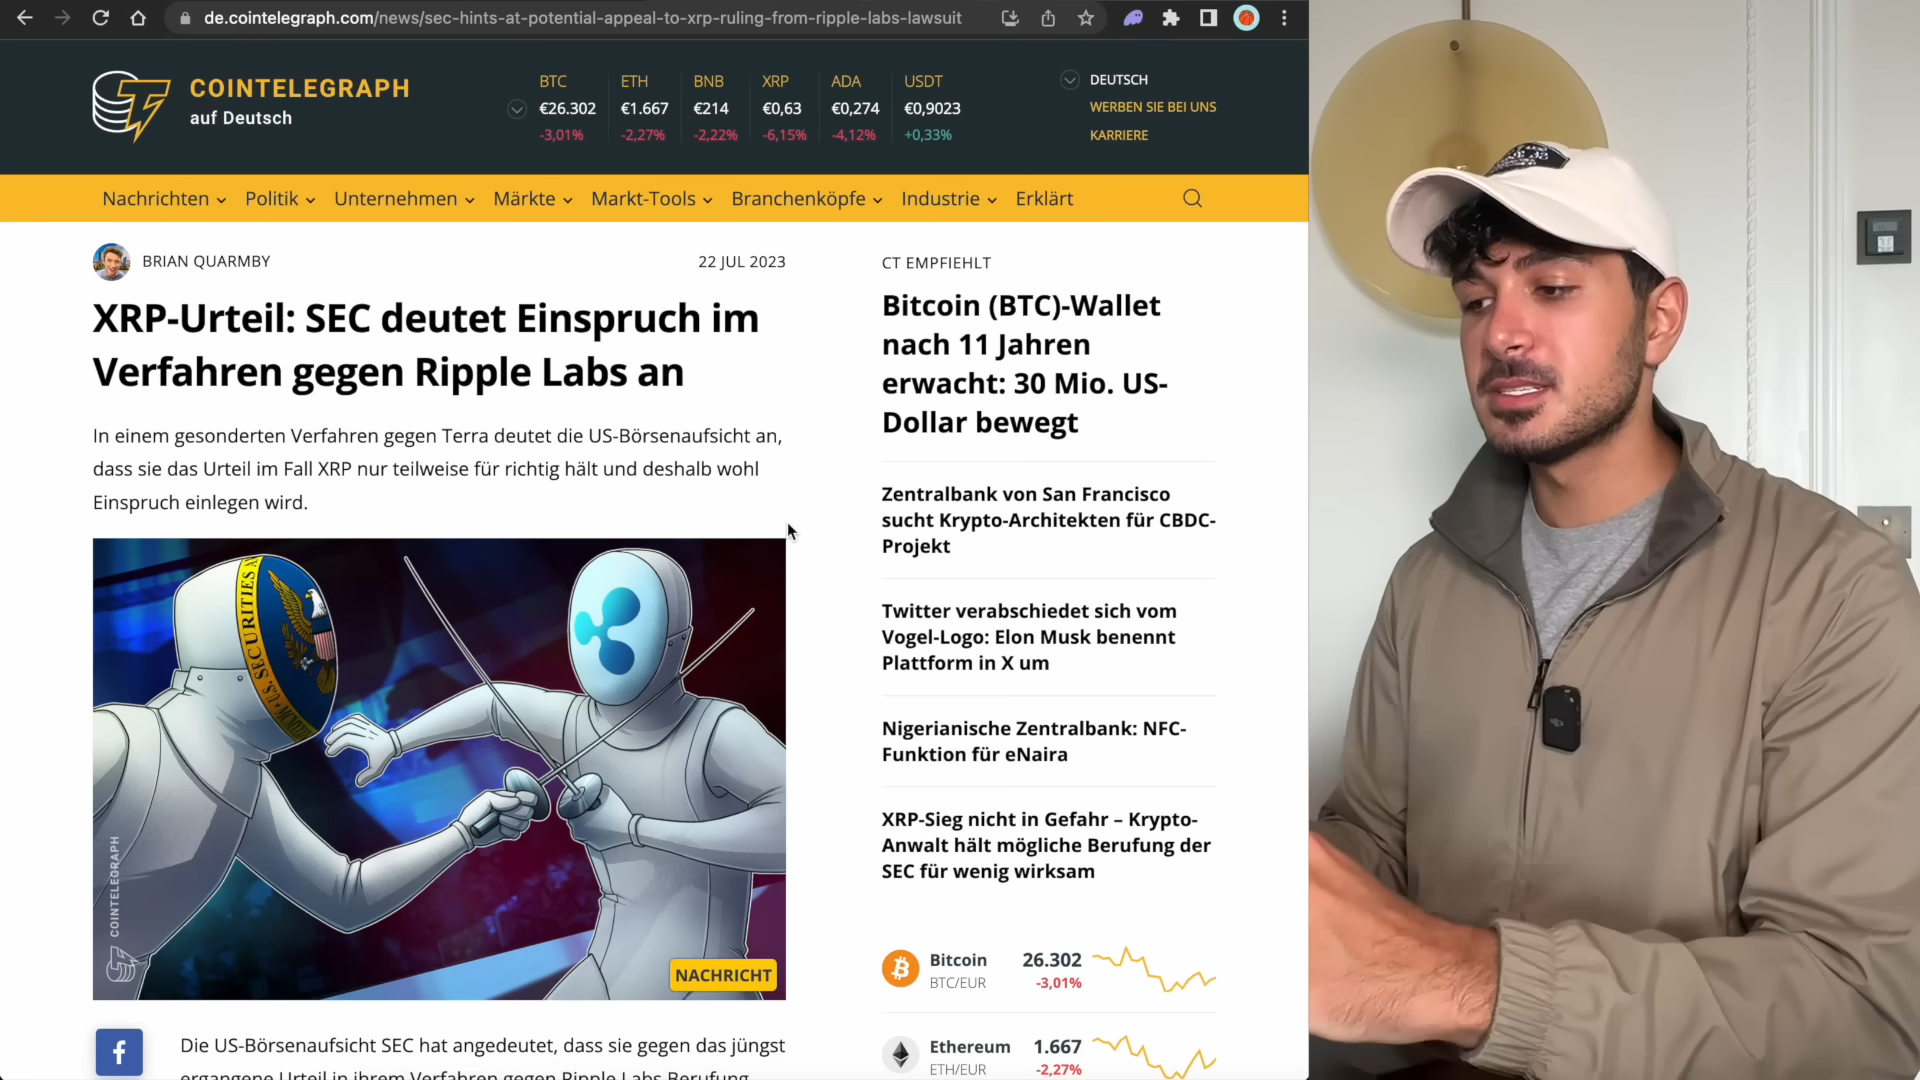 de.cointelegraph.com/news/sec-hints-at-potential-appeal-to-xrp-ruling-from-ripple-labs-lawsuit
COINTELEGRAPH
auf Deutsch
BTC ETH BNB XRP ADA USDT
€26.302 €1.667 €214 €0,63 €0,274 €0,9023
-3,01% -2,27% -2,22% -6,15% -4,12% +0,33%
DEUTSCH
WERBEN SIE BEI UNS
KARRIERE
Nachrichten Politik Unternehmen Märkte Markt-Tools Branchenköpfe Industrie Erklärt
BRIAN QUARMBY
22 JUL 2023
XRP-Urteil: SEC deutet Einspruch im
Verfahren gegen Ripple Labs an
In einem gesonderten Verfahren gegen Terra deutet die US-Börsenaufsicht an,
dass sie das Urteil im Fall XRP nur teilweise für richtig hält und deshalb wohl
Einspruch einlegen wird.
U.S. SECURITIES A
COINTELEGRAPH
NACHRICHT
Die US-Börsenaufsicht SEC hat angedeutet, dass sie gegen das jüngst
ergangene Urteil in ihrem Verfahren gegen Ripple Labs Berufung
CT EMPFIEHLT
Bitcoin (BTC)-Wallet
nach 11 Jahren
erwacht: 30 Mio. US-
Dollar bewegt
Zentralbank von San Francisco
sucht Krypto-Architekten für CBDC-
Projekt
Twitter verabschiedet sich vom
Vogel-Logo: Elon Musk benennt
Plattform in X um
Nigerianische Zentralbank: NFC-
Funktion für eNaira
XRP-Sieg nicht in Gefahr – Krypto-
Anwalt hält mögliche Berufung der
SEC für wenig wirksam
Bitcoin 26.302
BTC/EUR -3,01%
Ethereum 1.667
ETH/EUR -2,27%